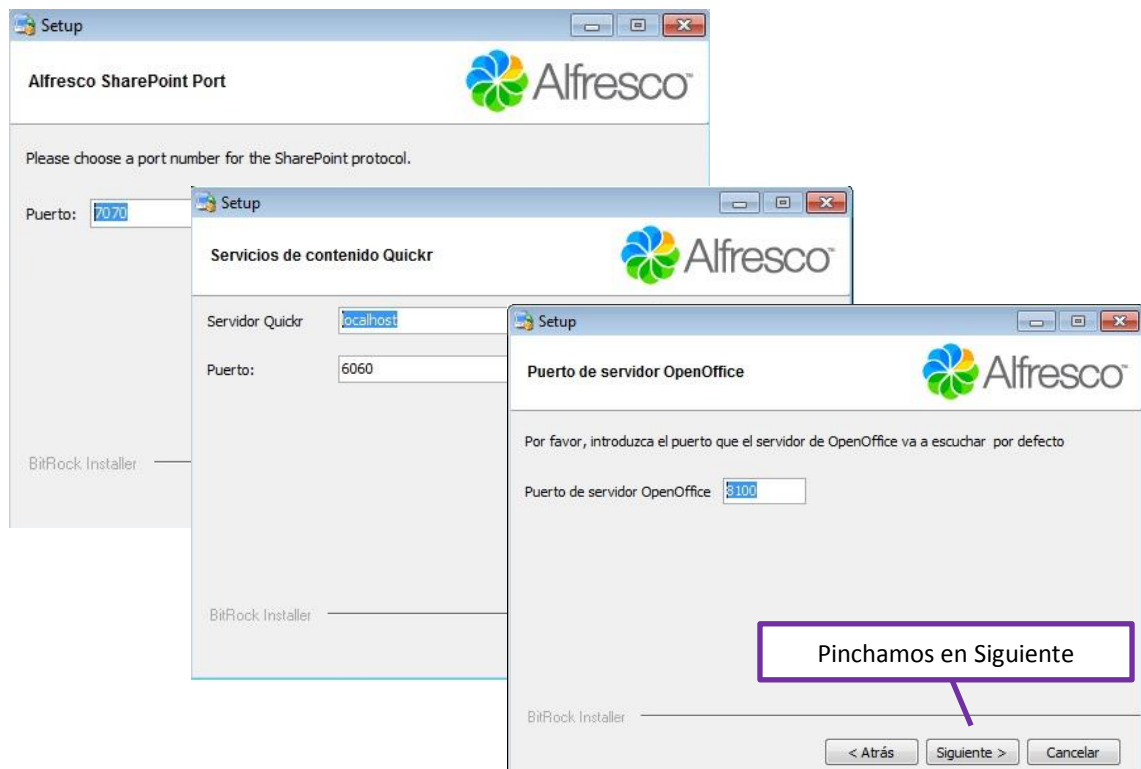 Setup
Alfresco SharePoint Port
Alfresco™
Please choose a port number for the SharePoint protocol.
Puerto: 7070
BitRock Installer
Setup
Servicios de contenido Quickr
Alfresco™
Servidor Quickr localhost
Puerto: 6060
BitRock Installer
Setup
Puerto de servidor OpenOffice
Alfresco™
Por favor, introduzca el puerto que el servidor de OpenOffice va a escuchar por defecto
Puerto de servidor OpenOffice 8100
Pinchamos en Siguiente
BitRock Installer
< Atrás Siguiente > Cancelar